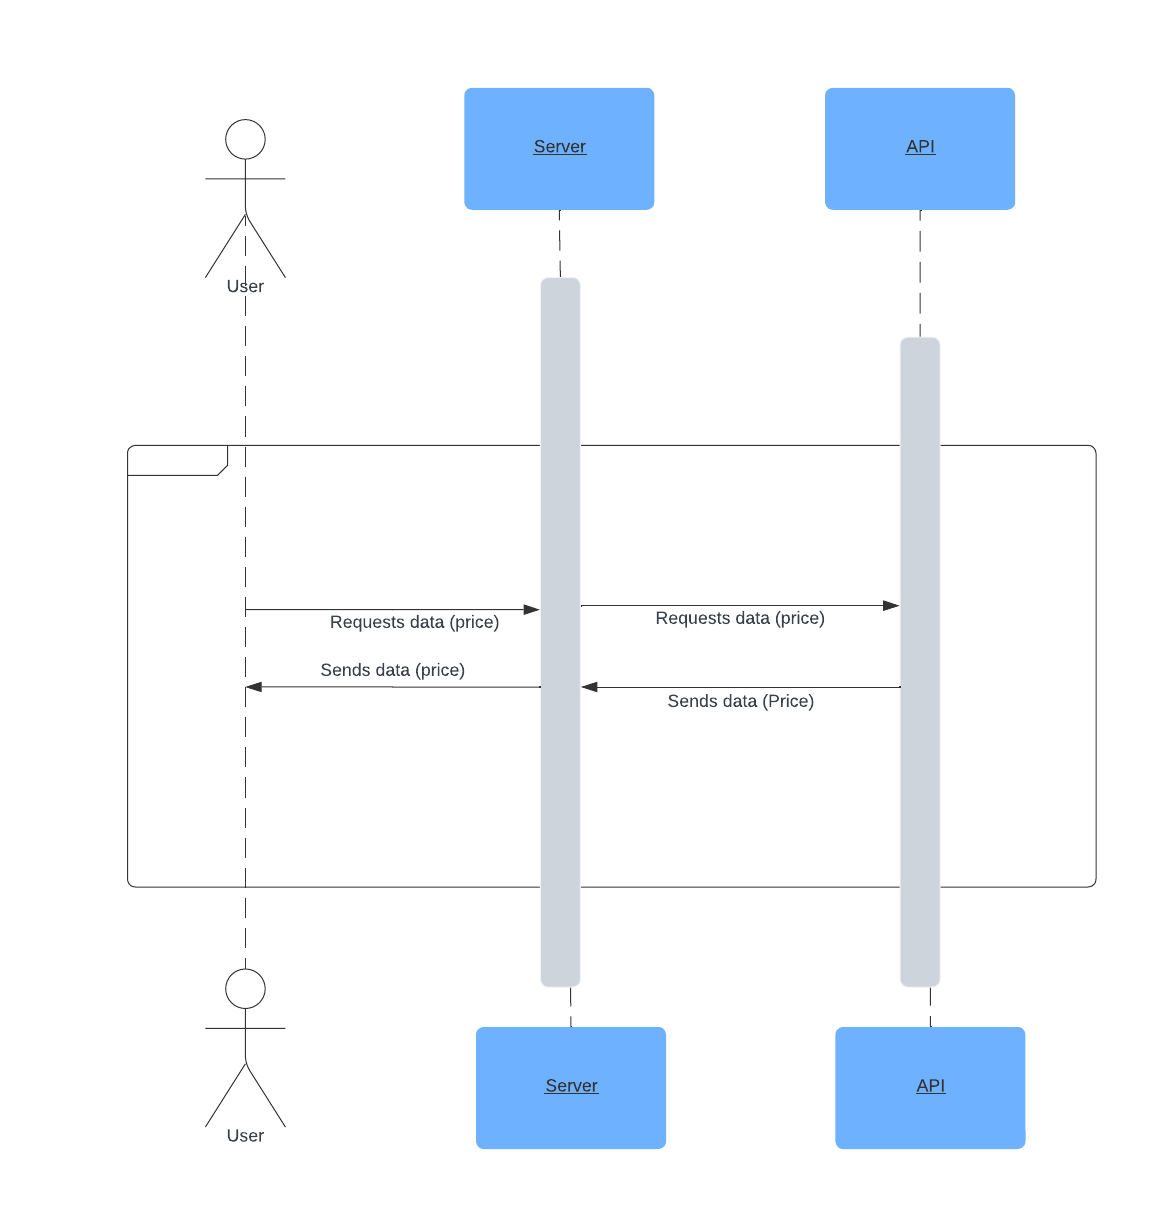 Server
API
User
Requests data (price)
Requests data (price)
Sends data (price)
Sends data (Price)
User
Server
API